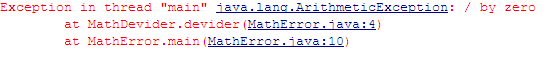 Exception in thread "main" java.lang.ArithmeticException: / by zero
at MathDevider.devider(MathError.java:4)
at MathError.main(MathError.java:10)